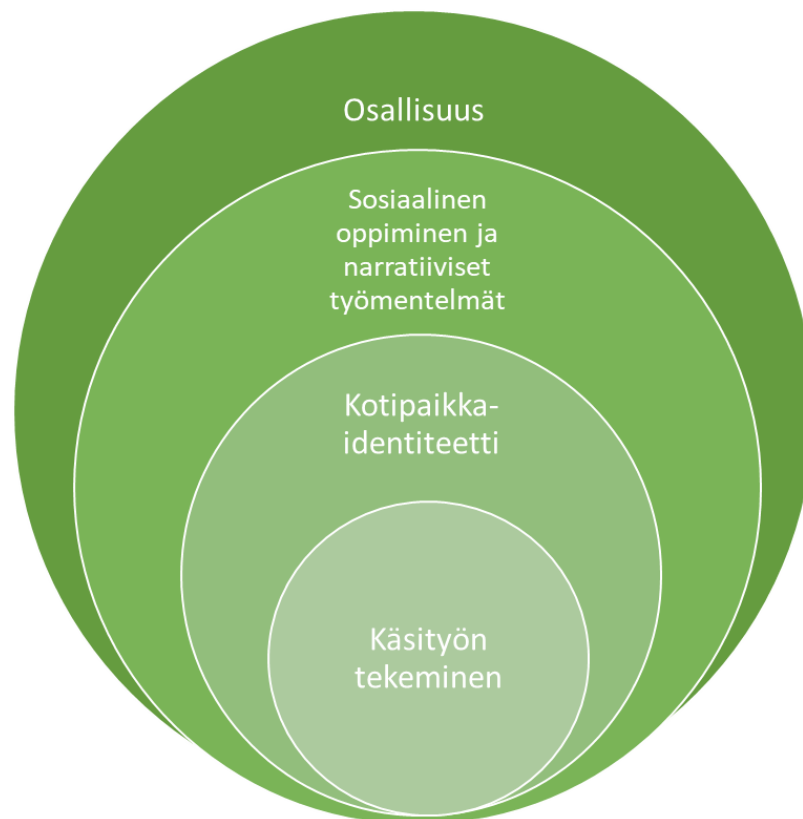 Osallisuus
Sosiaalinen
oppiminen ja
narratiiviset
työmentelmät
Kotipaikka-
identiteetti
Käsityön
tekeminen